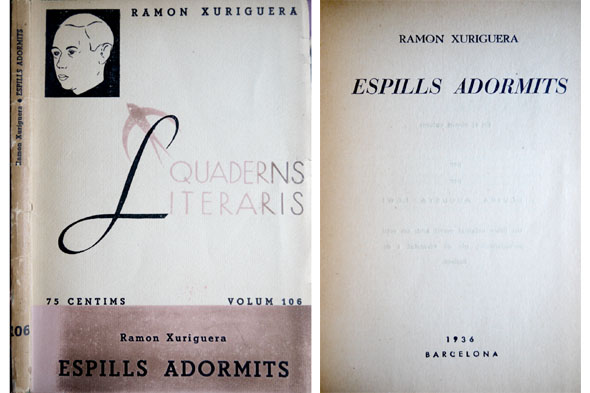 Ramon Xuriguera ♦ ESPILLS ADORMITS
106
RAMON XURIGUERA
QUADERNS
LITERARIS
75 CENTIMS VOLUM 106
Ramon Xuriguera
ESPILLS ADORMITS
RAMON XURIGUERA
ESPILLS ADORMITS
1936
BARCELONA